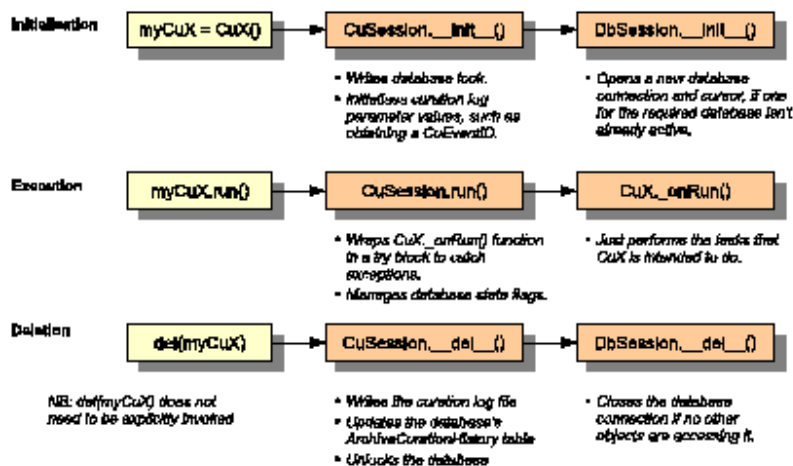 Initialisation
myCuX = CuX()
CuSession.__init__()
DbSession.__init__()
• Writes database lock.
• Initialises curation log
parameter values, such as
obtaining a CuEventID.
• Opens a new database
connection and cursor, if one
for the required database isn't
already active.
Execution
myCuX.run()
CuSession.run()
CuX._onRun()
• Wraps CuX._onRun() function
in a try block to catch
exceptions.
• Manages database state flags.
• Just performs the tasks that
CuX is intended to do.
Deletion
del(myCuX)
CuSession.__del__()
DbSession.__del__()
NB: del(myCuX) does not
need to be explicitly invoked
• Writes the curation log file
• Updates the database's
ArchiveCurationHistory table
• Unlocks the database
• Closes the database
connection if no other
objects are accessing it.